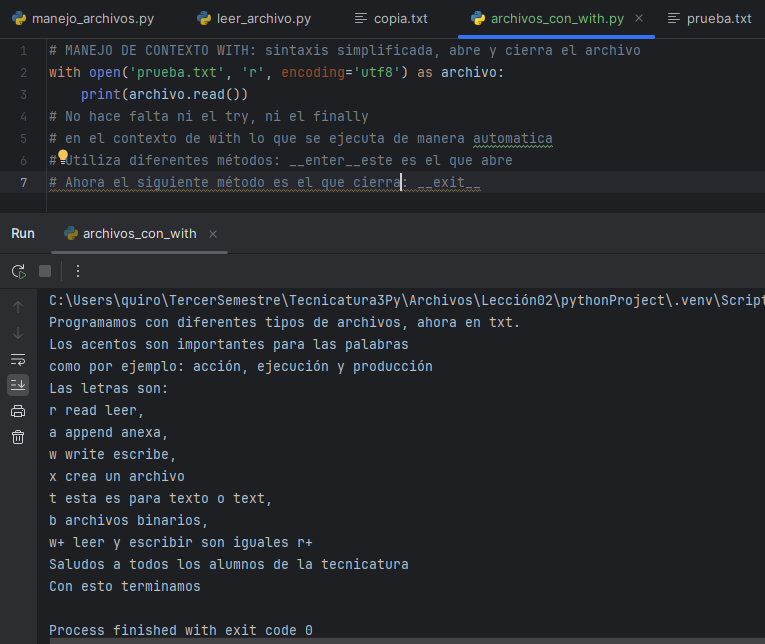 manejo_archivos.py leer_archivo.py copia.txt archivos_con_with.py prueba.txt
1 # MANEJO DE CONTEXTO WITH: sintaxis simplificada, abre y cierra el archivo
2 with open('prueba.txt', 'r', encoding='utf8') as archivo:
3 print(archivo.read())
4 # No hace falta ni el try, ni el finally
5 # en el contexto de with lo que se ejecuta de manera automatica
6 # Utiliza diferentes métodos: __enter__este es el que abre
7 # Ahora el siguiente método es el que cierra: __exit__
Run archivos_con_with
C:\Users\quiro\TercerSemestre\Tecnicatura3Py\Archivos\Lección02\pythonProject\.venv\Script
Programamos con diferentes tipos de archivos, ahora en txt.
Los acentos son importantes para las palabras
como por ejemplo: acción, ejecución y producción
Las letras son:
r read leer,
a append anexa,
w write escribe,
x crea un archivo
t esta es para texto o text,
b archivos binarios,
w+ leer y escribir son iguales r+
Saludos a todos los alumnos de la tecnicatura
Con esto terminamos
Process finished with exit code 0